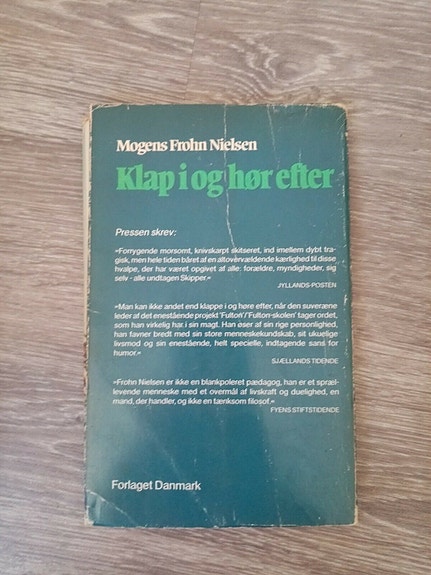 Mogens Frohn Nielsen
Klap i og hør efter
Pressen skrev:
»Forrygende morsomt, knivskarpt skitseret, ind imellem dybt tra-
gisk, men hele tiden båret af en altovervældende kærlighed til disse
hvalpe, der har været opgivet af alle: forældre, myndigheder, sig
selv - alle undtagen Skipper.«
JYLLANDS-POSTEN
»Man kan ikke andet end klappe i og høre efter, når den suveræne
leder af det enestående projekt 'Fulton'/'Fulton-skolen' tager ordet,
som han virkelig har i sin magt. Han øser af sin rige personlighed,
han favner bredt med sin store menneskekundskab, sit ukuelige
livsmod og sin enestående, helt specielle, indtagende sans for
humor.«
SJÆLLANDS TIDENDE
»Frohn Nielsen er ikke en blankpoleret pædagog, han er et spræl-
levende menneske med et overmål af livskraft og duelighed, en
mand, der handler, og ikke en tænksom filosof.«
FYENS STIFTSTIDENDE
Forlaget Danmark